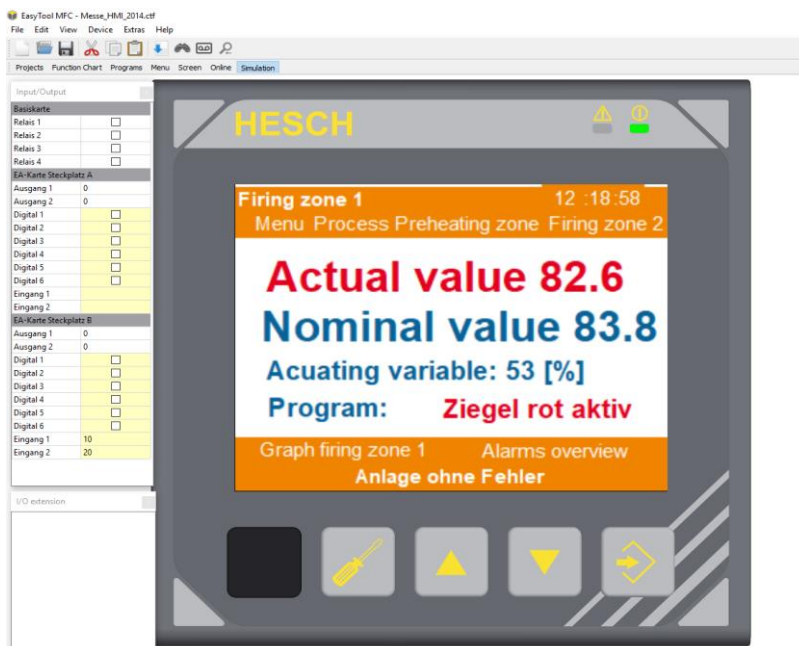 EasyTool MFC - Messe_HMI_2014.ctf
File Edit View Device Extras Help
Projects Function Chart Programs Menu Screen Online Simulation
Input/Output
Basiskarte
Relais 1
Relais 2
Relais 3
Relais 4
EA-Karte Steckplatz A
Ausgang 1 0
Ausgang 2 0
Digital 1
Digital 2
Digital 3
Digital 4
Digital 5
Digital 6
Eingang 1
Eingang 2
EA-Karte Steckplatz B
Ausgang 1 0
Ausgang 2 0
Digital 1
Digital 2
Digital 3
Digital 4
Digital 5
Digital 6
Eingang 1 10
Eingang 2 20
I/O extension
HESCH
Firing zone 1 12 :18:58
Menu Process Preheating zone Firing zone 2
Actual value 82.6
Nominal value 83.8
Acuating variable: 53 [%]
Program: Ziegel rot aktiv
Graph firing zone 1 Alarms overview
Anlage ohne Fehler